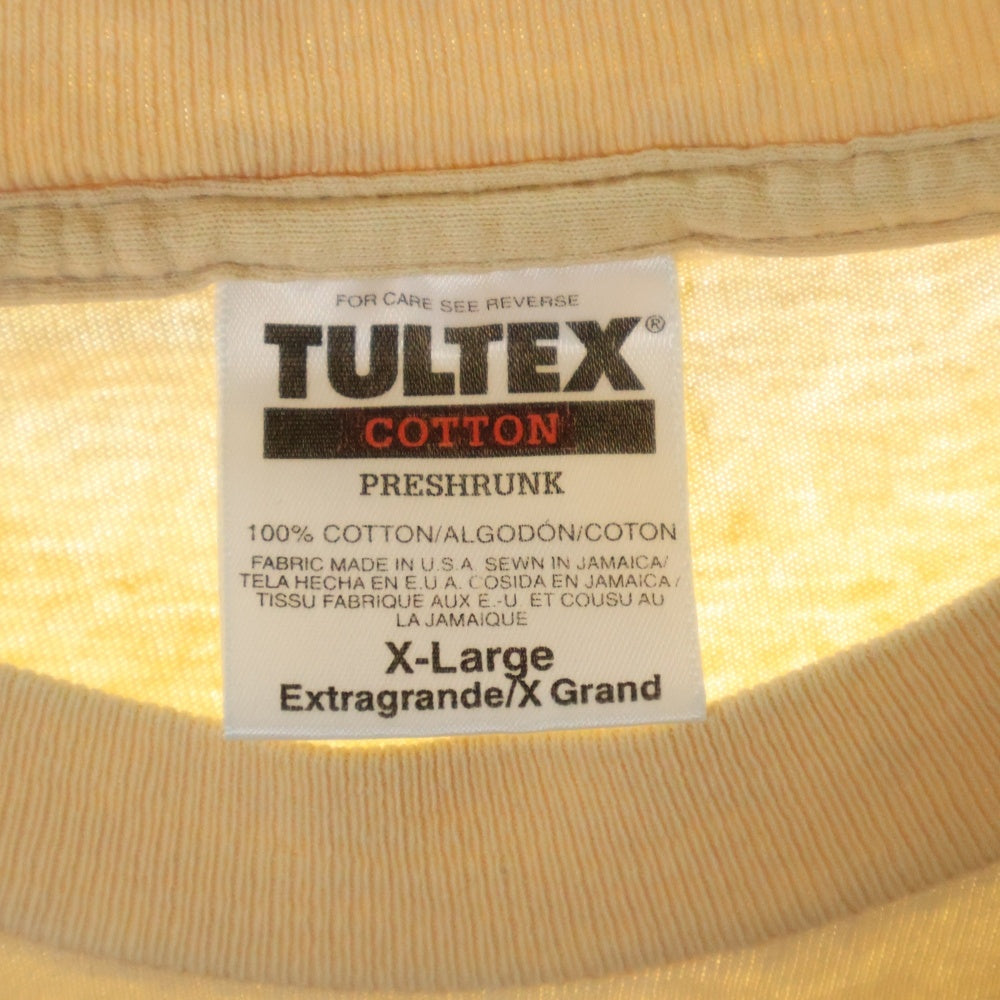 FOR CARE SEE REVERSE
TULTEX®
COTTON
PRESHRUNK
100% COTTON/ALGODÓN/COTON
FABRIC MADE IN U.S.A. SEWN IN JAMAICA/
TELA HECHA EN E.U.A. COSIDA EN JAMAICA/
TISSU FABRIQUE AUX E.-U. ET COUSU AU
LA JAMAIQUE
X-Large
Extragrande/X Grand